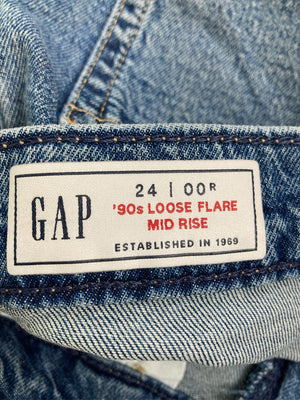 GAP
24 | 00R
'90s LOOSE FLARE
MID RISE
ESTABLISHED IN 1969